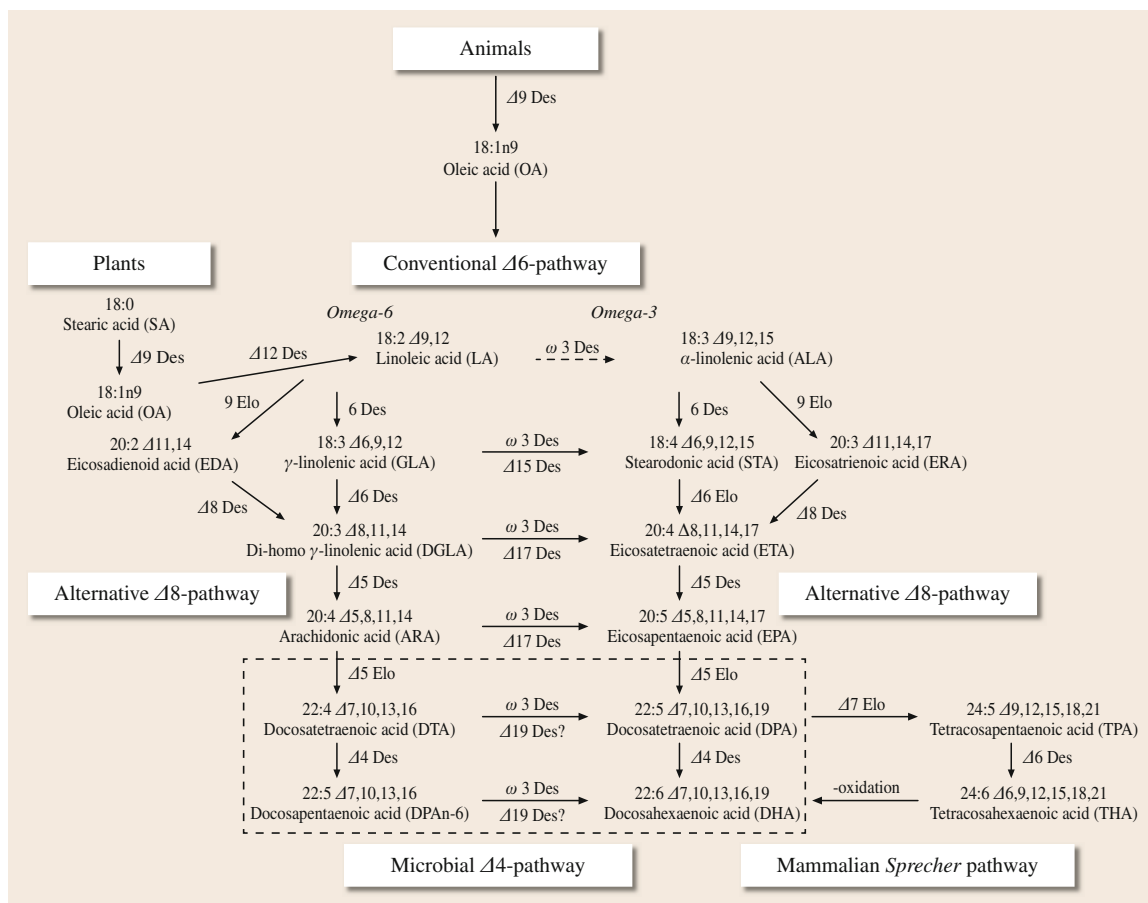 Animals
Δ9 Des
18:1n9
Oleic acid (OA)
Plants
Conventional Δ6-pathway
18:0
Stearic acid (SA)
Δ9 Des
18:1n9
Oleic acid (OA)
Δ12 Des
Omega-6
18:2 Δ9,12
Linoleic acid (LA)
ω 3 Des
Omega-3
18:3 Δ9,12,15
α-linolenic acid (ALA)
9 Elo
6 Des
6 Des
9 Elo
20:2 Δ11,14
Eicosadienoid acid (EDA)
18:3 Δ6,9,12
γ-linolenic acid (GLA)
ω 3 Des
Δ15 Des
18:4 Δ6,9,12,15
Stearodonic acid (STA)
20:3 Δ11,14,17
Eicosatrienoic acid (ERA)
Δ8 Des
Δ6 Des
Δ6 Elo
Δ8 Des
20:3 Δ8,11,14
Di-homo γ-linolenic acid (DGLA)
ω 3 Des
Δ17 Des
20:4 Δ8,11,14,17
Eicosatetraenoic acid (ETA)
Alternative Δ8-pathway
Δ5 Des
Δ5 Des
Alternative Δ8-pathway
20:4 Δ5,8,11,14
Arachidonic acid (ARA)
ω 3 Des
Δ17 Des
20:5 Δ5,8,11,14,17
Eicosapentaenoic acid (EPA)
Δ5 Elo
Δ5 Elo
22:4 Δ7,10,13,16
Docosatetraenoic acid (DTA)
ω 3 Des
Δ19 Des?
22:5 Δ7,10,13,16,19
Docosatetraenoic acid (DPA)
Δ7 Elo
24:5 Δ9,12,15,18,21
Tetracosapentaenoic acid (TPA)
Δ4 Des
Δ4 Des
Δ6 Des
22:5 Δ7,10,13,16
Docosapentaenoic acid (DPAn-6)
ω 3 Des
Δ19 Des?
22:6 Δ7,10,13,16,19
Docosahexaenoic acid (DHA)
-oxidation
24:6 Δ6,9,12,15,18,21
Tetracosahexaenoic acid (THA)
Microbial Δ4-pathway
Mammalian Sprecher pathway